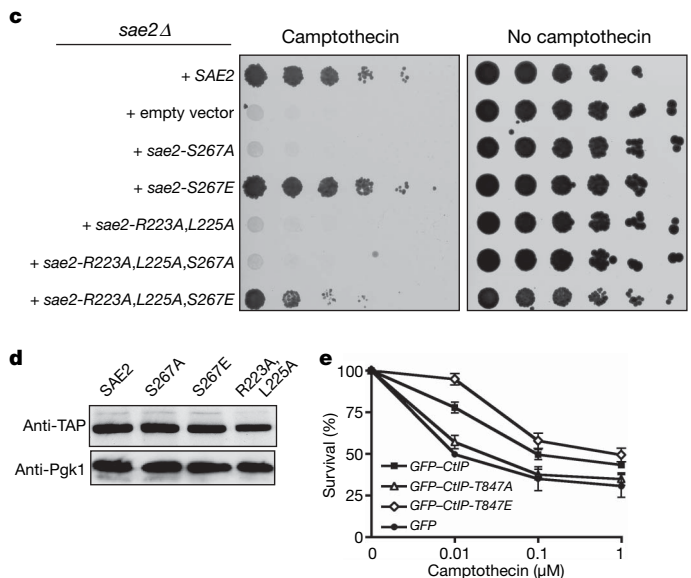 c
sae2Δ
Camptothecin
No camptothecin
+ SAE2
+ empty vector
+ sae2-S267A
+ sae2-S267E
+ sae2-R223A,L225A
+ sae2-R223A,L225A,S267A
+ sae2-R223A,L225A,S267E
d
SAE2
S267A
S267E
R223A,
L225A
Anti-TAP
Anti-Pgk1
e
Survival (%)
100
75
50
25
0
GFP–CtIP
GFP–CtIP-T847A
GFP–CtIP-T847E
GFP
0 0.01 0.1 1
Camptothecin (µM)